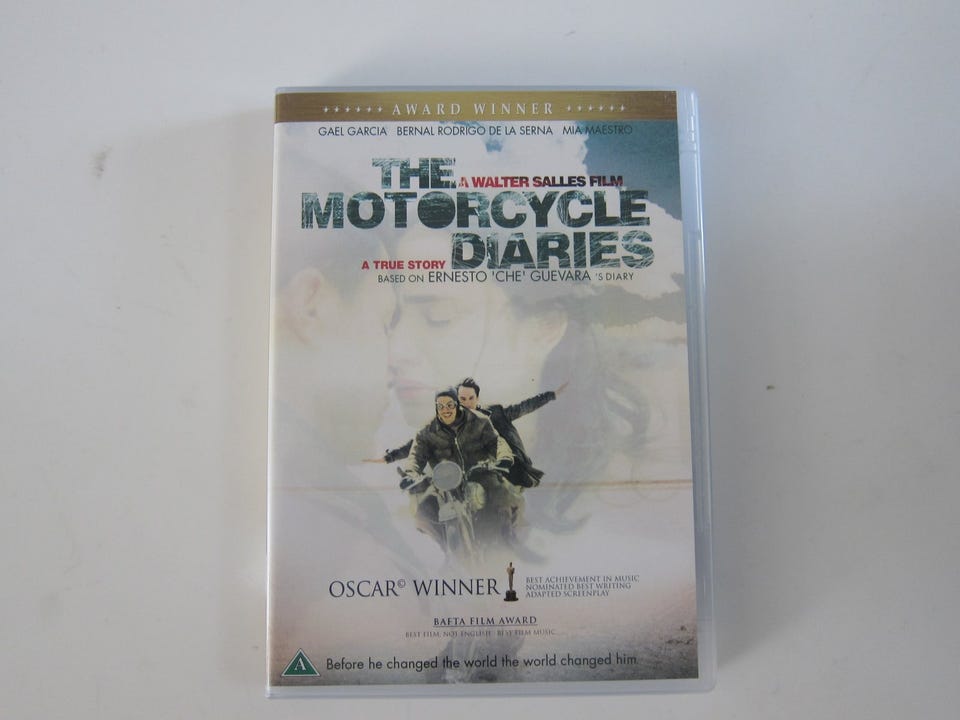 AWARD WINNER
GAEL GARCIA BERNAL RODRIGO DE LA SERNA MIA MAESTRO
THE
A WALTER SALLES FILM
MOTORCYCLE
DIARIES
A TRUE STORY
BASED ON ERNESTO 'CHE' GUEVARA 'S DIARY
OSCAR© WINNER
BEST ACHIEVEMENT IN MUSIC
NOMINATED BEST WRITING
ADAPTED SCREENPLAY
BAFTA FILM AWARD
BEST FILM, NOT ENGLISH BEST FILM MUSIC
A
Before he changed the world the world changed him